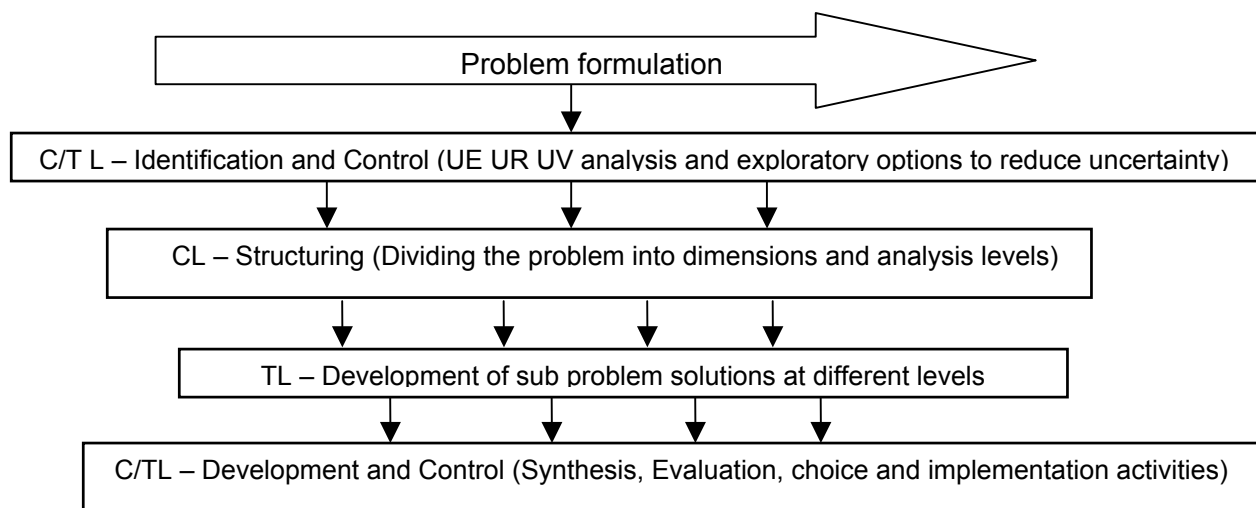 Problem formulation
C/T L – Identification and Control (UE UR UV analysis and exploratory options to reduce uncertainty)
CL – Structuring (Dividing the problem into dimensions and analysis levels)
TL – Development of sub problem solutions at different levels
C/TL – Development and Control (Synthesis, Evaluation, choice and implementation activities)